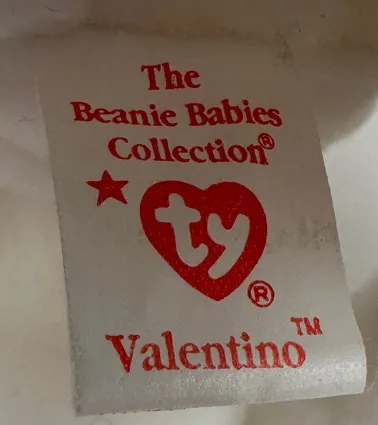 The
Beanie Babies
Collection®
ty®
Valentino™